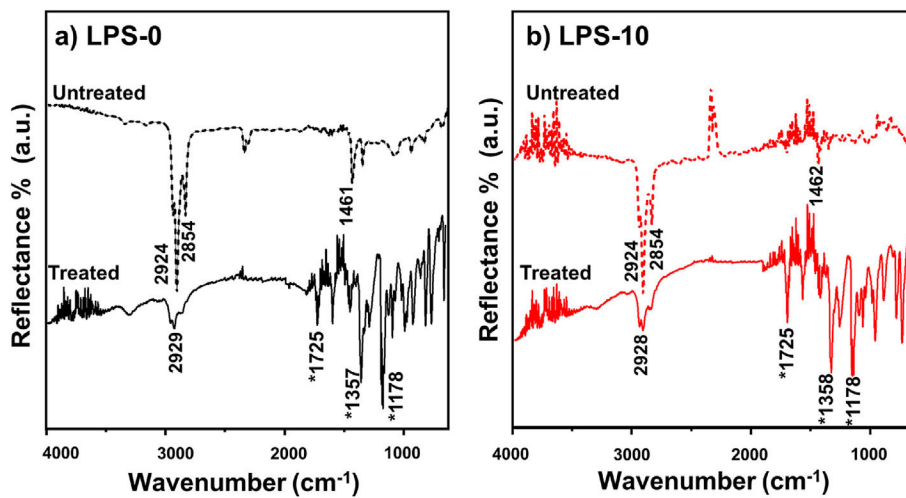 a) LPS-0
Untreated
2924
2854
1461
Treated
2929
*1725
*1357
*1178
4000
3000
2000
1000
Wavenumber (cm⁻¹)
Reflectance % (a.u.)
b) LPS-10
Untreated
2924
2854
1462
Treated
2928
*1725
*1358
*1178
4000
3000
2000
1000
Wavenumber (cm⁻¹)
Reflectance % (a.u.)